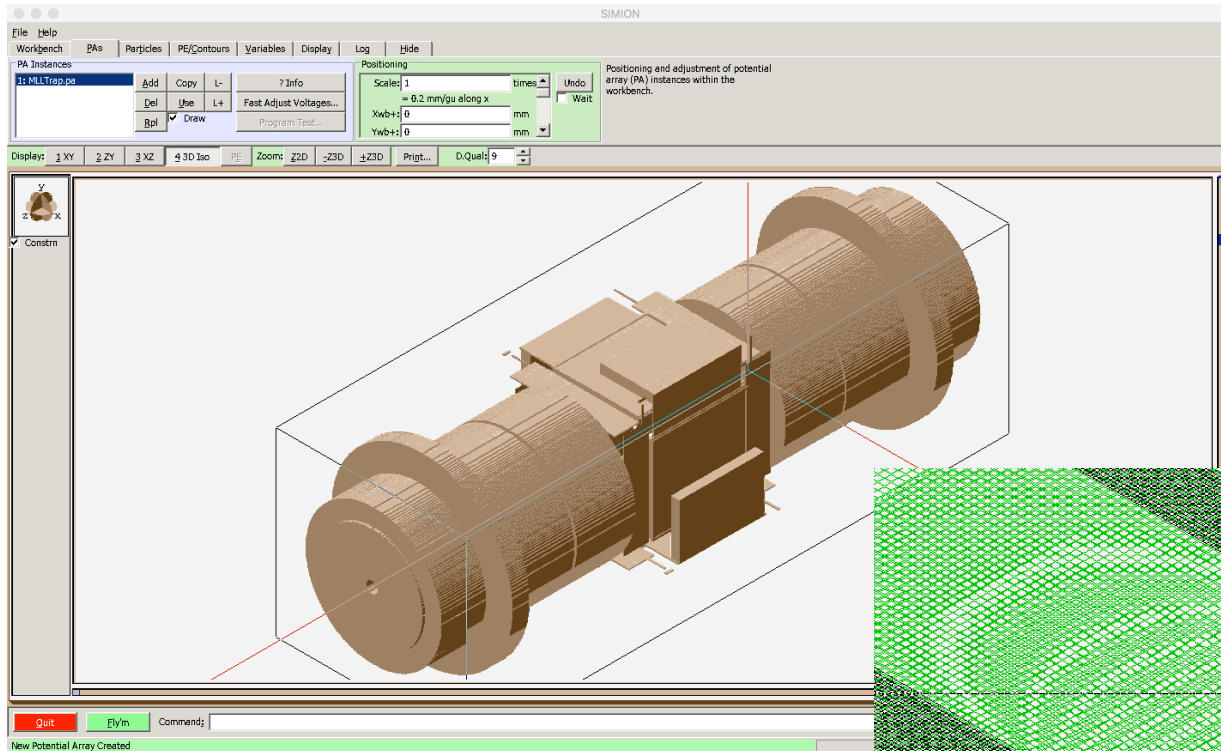 SIMION
File Help
Workbench PAs Particles PE/Contours Variables Display Log Hide
PA Instances
1: MLLTrap.pa
Add Copy L-
Del Use L+
Rpl Draw
? Info
Fast Adjust Voltages...
Program Test...
Positioning
Scale: 1 times
= 0.2 mm/gu along x
Xwb+: 0 mm
Ywb+: 0 mm
Undo
Wait
Positioning and adjustment of potential
array (PA) instances within the
workbench.
Display: 1 XY 2 ZY 3 XZ 4 3D Iso PE Zoom: Z2D -Z3D +Z3D Print... D.Qual: 9
y
z x
Constrn
Quit Fly'm Command:
New Potential Array Created